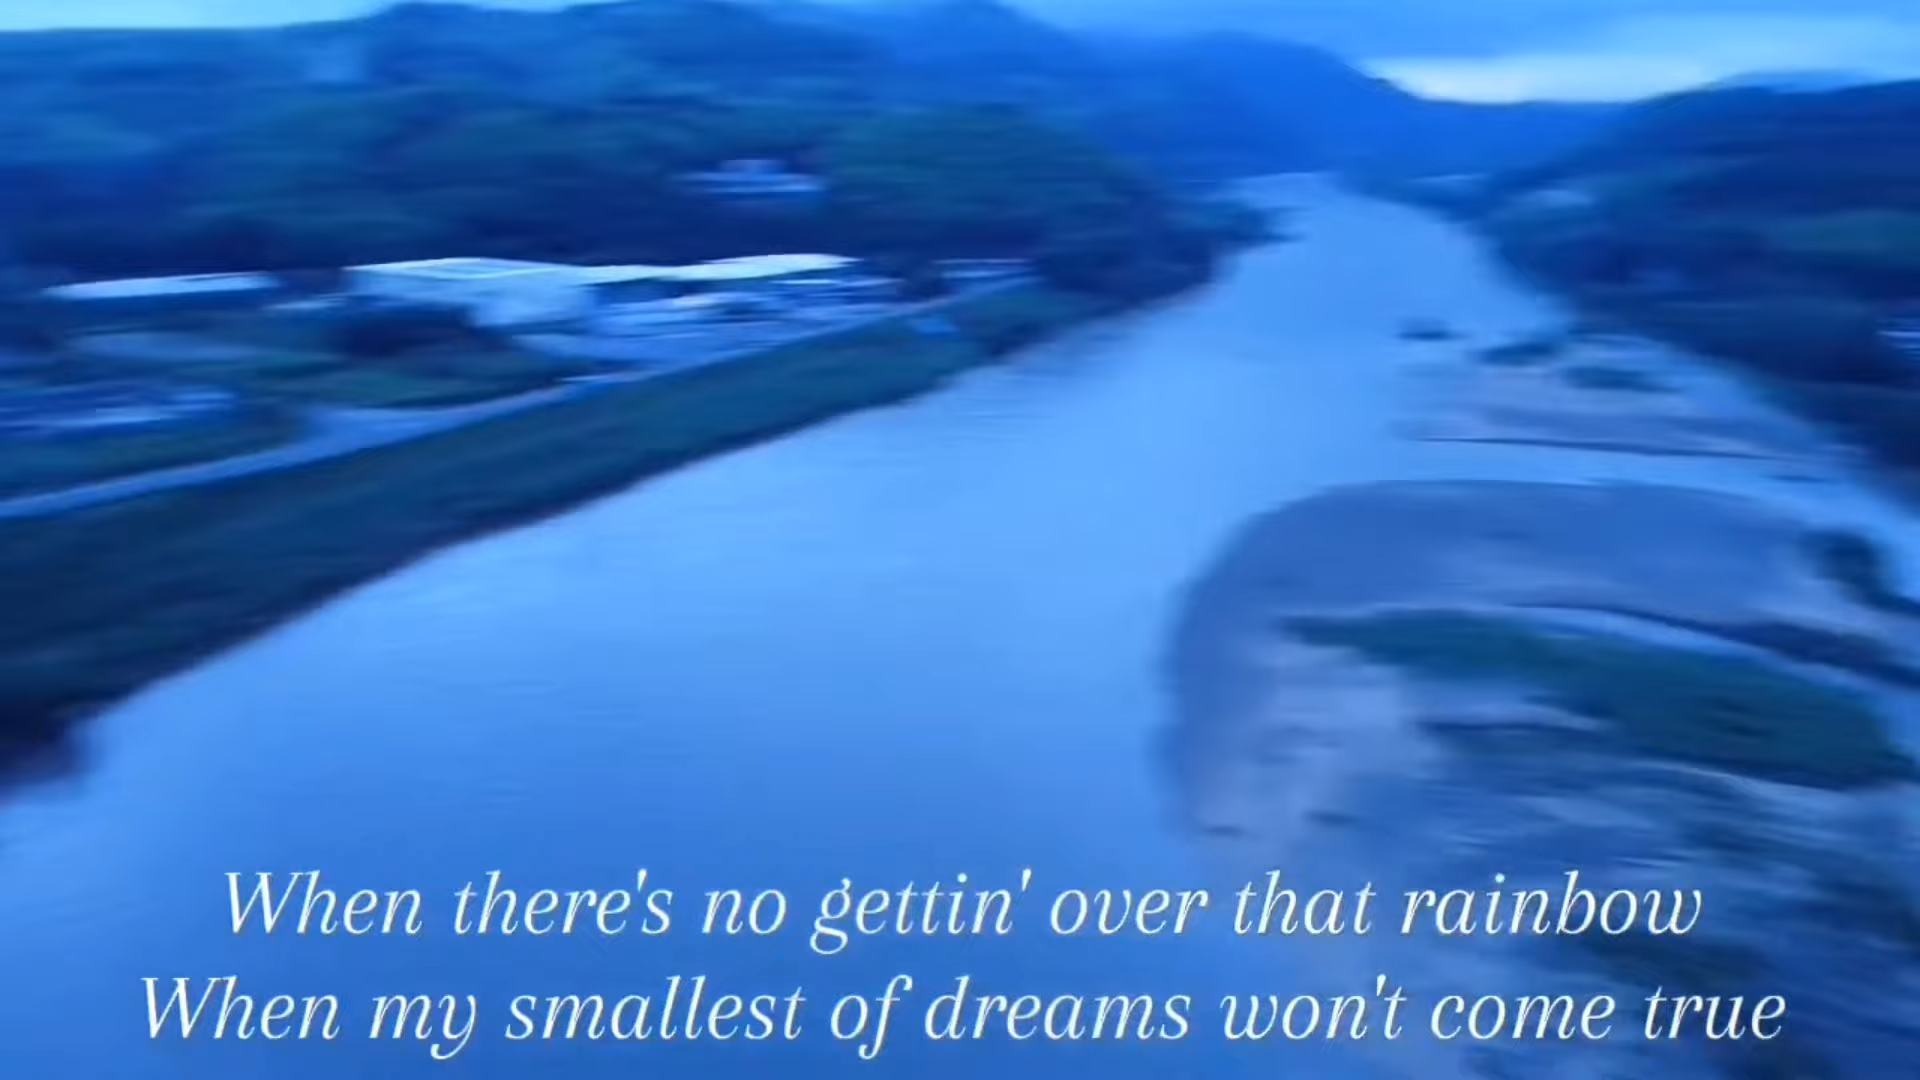 When there's no gettin' over that rainbow
When my smallest of dreams won't come true